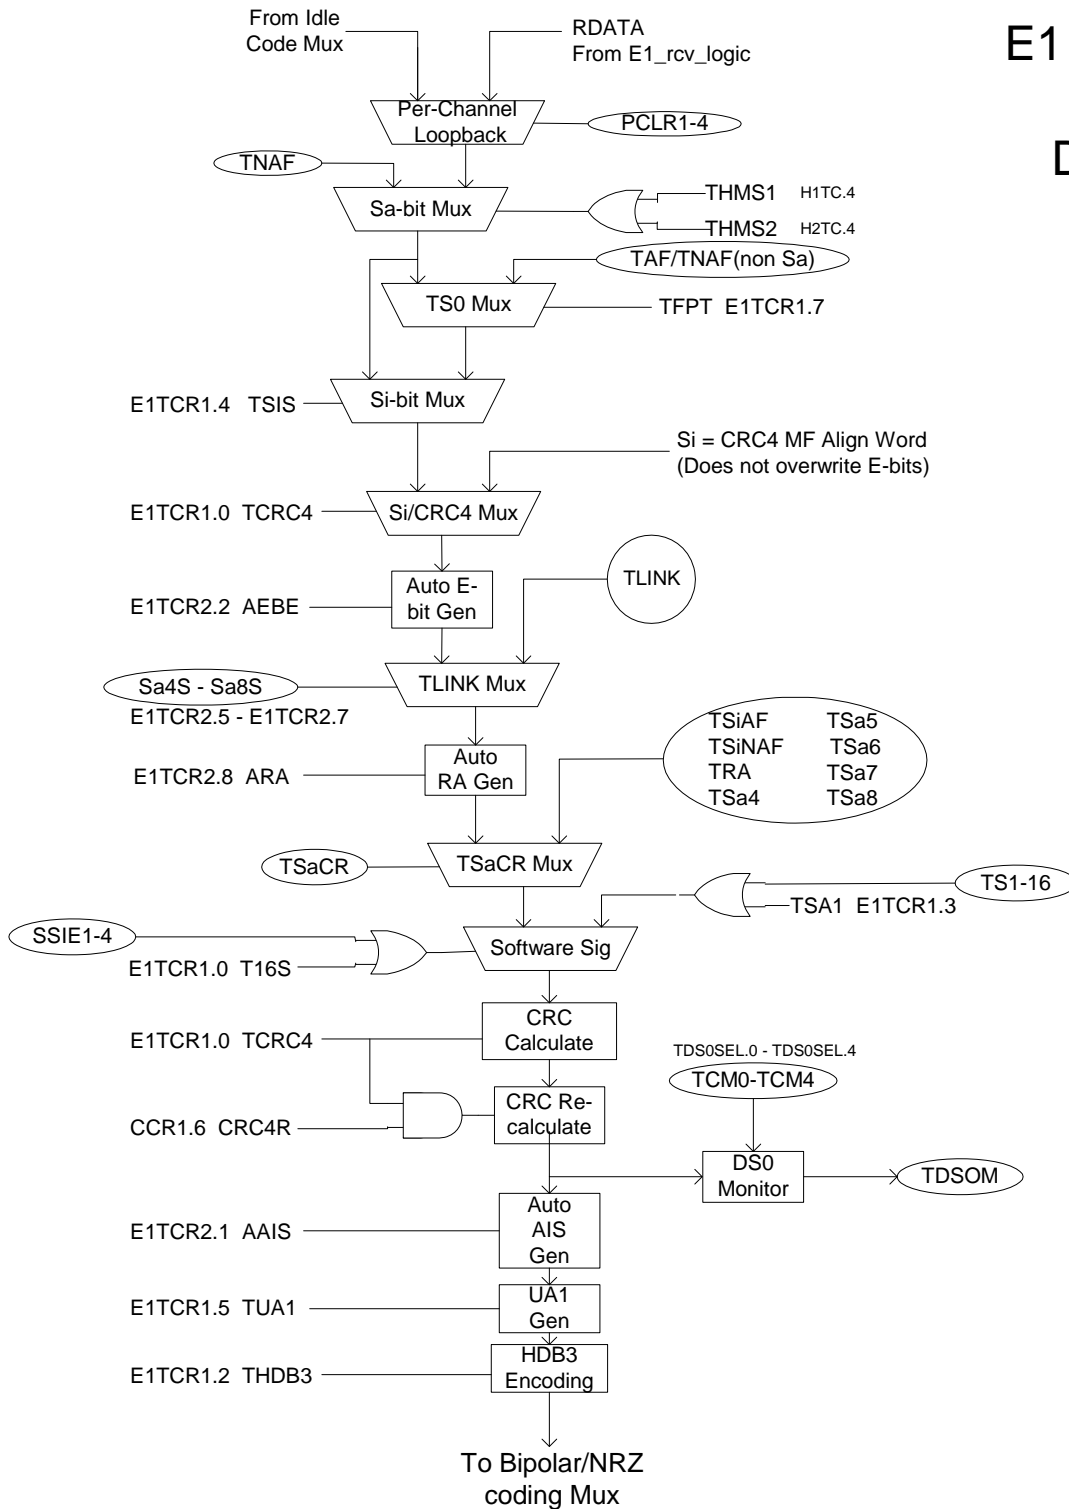 From Idle
Code Mux
RDATA
From E1_rcv_logic
E1
D
Per-Channel
Loopback
PCLR1-4
TNAF
Sa-bit Mux
THMS1 H1TC.4
THMS2 H2TC.4
TAF/TNAF(non Sa)
TS0 Mux
TFPT E1TCR1.7
E1TCR1.4 TSIS
Si-bit Mux
Si = CRC4 MF Align Word
(Does not overwrite E-bits)
E1TCR1.0 TCRC4
Si/CRC4 Mux
E1TCR2.2 AEBE
Auto E-
bit Gen
TLINK
Sa4S - Sa8S
E1TCR2.5 - E1TCR2.7
TLINK Mux
E1TCR2.8 ARA
Auto
RA Gen
TSiAF TSa5
TSiNAF TSa6
TRA TSa7
TSa4 TSa8
TSaCR
TSaCR Mux
TS1-16
TSA1 E1TCR1.3
SSIE1-4
E1TCR1.0 T16S
Software Sig
E1TCR1.0 TCRC4
CRC
Calculate
TDS0SEL.0 - TDS0SEL.4
TCM0-TCM4
CCR1.6 CRC4R
CRC Re-
calculate
DS0
Monitor
TDSOM
E1TCR2.1 AAIS
Auto
AIS
Gen
E1TCR1.5 TUA1
UA1
Gen
E1TCR1.2 THDB3
HDB3
Encoding
To Bipolar/NRZ
coding Mux